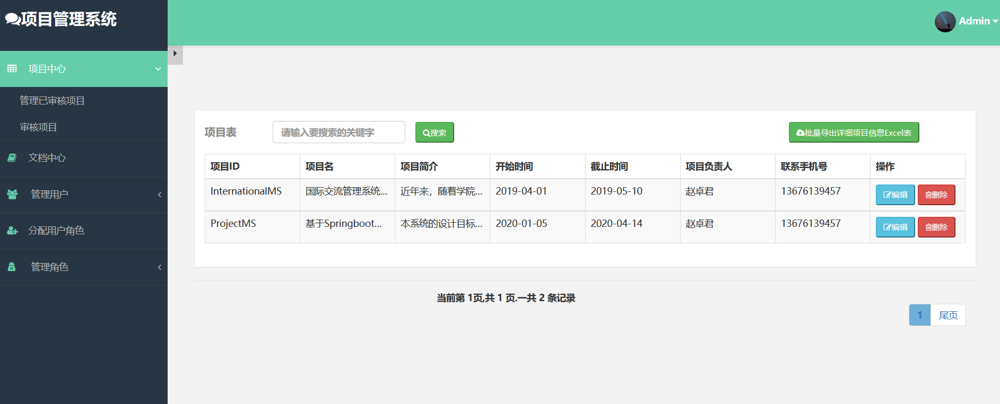 项目管理系统
Admin
项目中心
管理已审核项目
审核项目
文档中心
管理用户
分配用户角色
管理角色
项目表
请输入要搜索的关键字
搜索
批量导出详细项目信息Excel表
项目ID 项目名 项目简介 开始时间 截止时间 项目负责人 联系手机号 操作
InternationalMS 国际交流管理系统... 近年来，随着学院... 2019-04-01 2019-05-10 赵卓君 13676139457 编辑 删除
ProjectMS 基于Springboot... 本系统的设计目标... 2020-01-05 2020-04-14 赵卓君 13676139457 编辑 删除
当前第 1页,共 1 页.一共 2 条记录
1 尾页